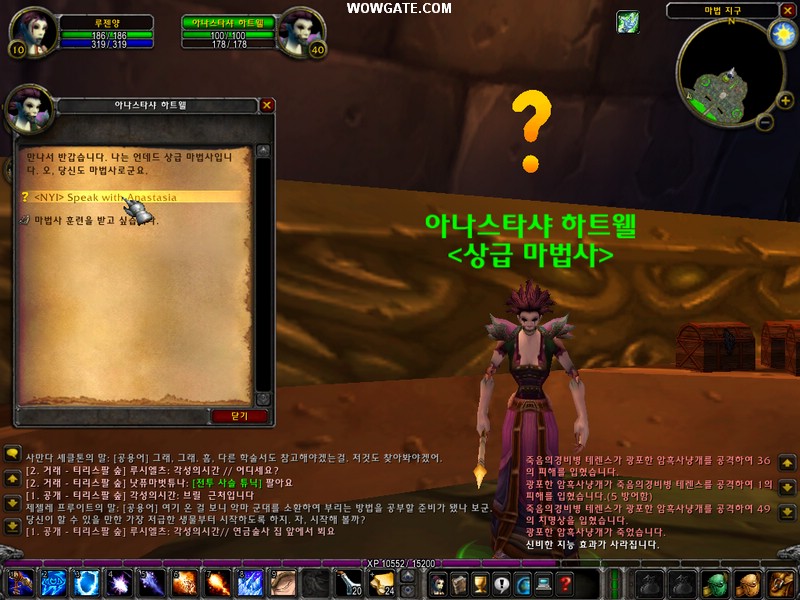 WOWGATE.COM
루젠양
186 / 186
319 / 319
10
아나스타샤 하트웰
100 / 100
178 / 178
40
마법 지구
N
아나스타샤 하트웰
만나서 반갑습니다. 나는 언데드 상급 마법사입니
다. 오, 당신도 마법사로군요.
? <NYI> Speak with Anastasia
마법사 훈련을 받고 싶습니다.
닫기
?
아나스타샤 하트웰
<상급 마법사>
사만다 셰클톤의 말: [공용어] 그래, 그래, 흠, 다른 학술서도 참고해야겠는걸, 저것도 찾아봐야겠어.
[2. 거래 - 티리스팔 숲] 루시엘츠: 각성의시간 // 어디세요?
[2. 거래 - 티리스팔 숲] 낫퓨마벗튜나: [전투 사슬 튜닉] 팔아요
[1. 공개 - 티리스팔 숲] 각성의시간: 브릴 근처입니다
제젤레 프루이트의 말: [공용어] 여기 온 걸 보니 악마 군대를 소환하여 부리는 방법을 공부할 준비가 됐나 보군.
당신이 할 수 있을 만한 가장 저급한 생물부터 시작하도록 하지. 자, 시작해 볼까?
[1. 공개 - 티리스팔 숲] 루시엘츠: 각성의시간// 연금술사 집 앞에서 뵈요
죽음의경비병 테렌스가 광포한 암흑사냥개를 공격하여 36
의 피해를 입혔습니다.
광포한 암흑사냥개가 죽음의경비병 테렌스를 공격하여 1의
피해를 입혔습니다.(5 방어함)
죽음의경비병 테렌스가 광포한 암흑사냥개를 공격하여 49
의 치명상을 입혔습니다.
광포한 암흑사냥개가 죽었습니다.
신비한 지능 효과가 사라집니다.
XP 10552 / 15200
1 2 3 4 5 6 7 8 9
20
24